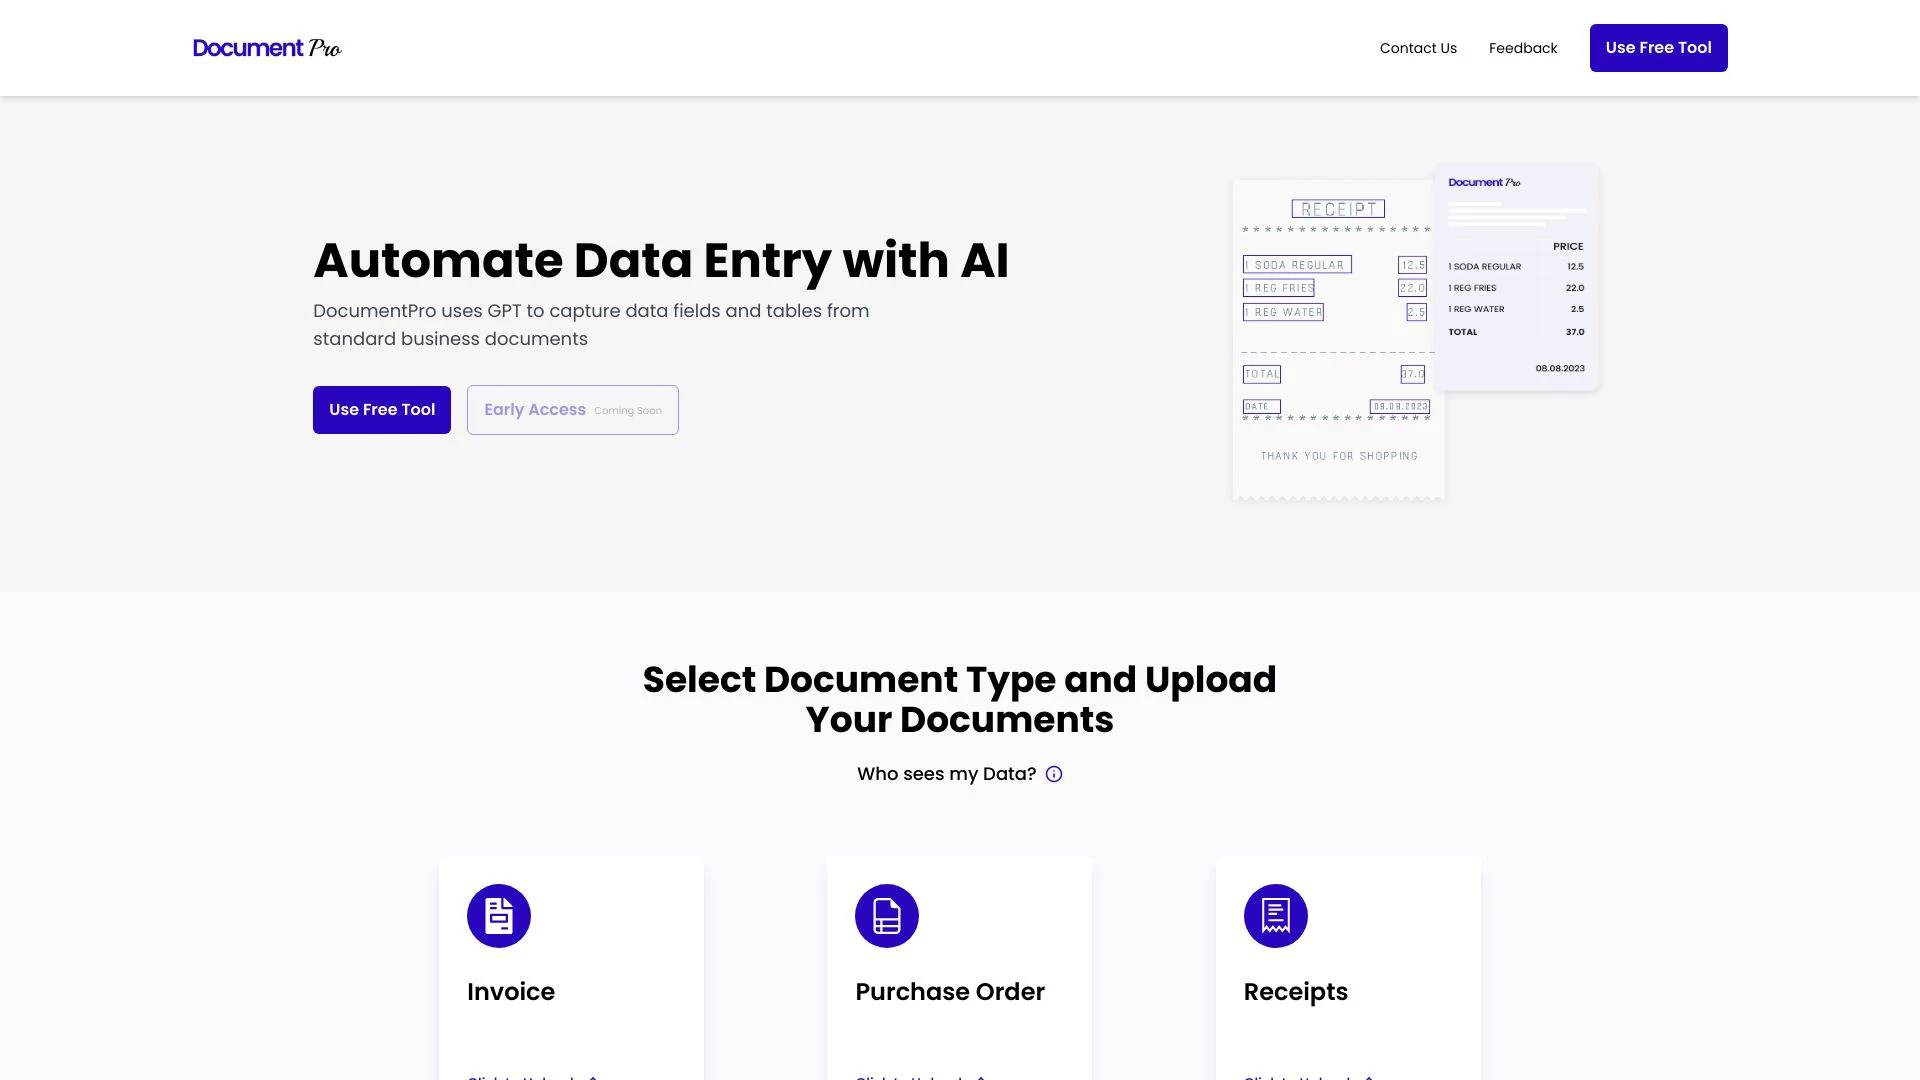 Document Pro
Contact Us
Feedback
Use Free Tool
Automate Data Entry with AI
DocumentPro uses GPT to capture data fields and tables from
standard business documents
Use Free Tool
Early Access Coming Soon
RECEIPT
****************
1 SODA REGULAR 12.5
1 REG FRIES 22.0
1 REG WATER 2.5
TOTAL 37.0
DATE 08.08.2023
****************
THANK YOU FOR SHOPPING
Document Pro
PRICE
1 SODA REGULAR 12.5
1 REG FRIES 22.0
1 REG WATER 2.5
TOTAL 37.0
08.08.2023
Select Document Type and Upload
Your Documents
Who sees my Data?
Invoice
Purchase Order
Receipts